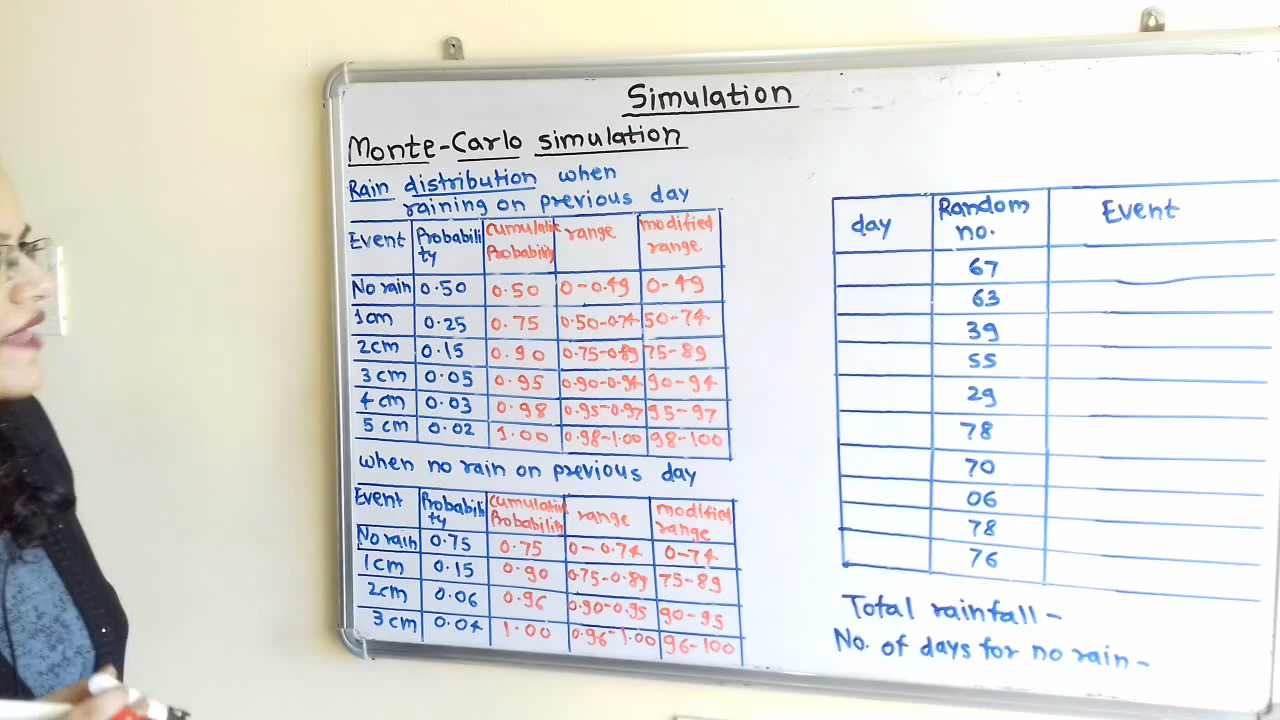 Simulation
Monte-Carlo simulation
Rain distribution when
raining on previous day
Event Probabili ty cumulative Probability range modified range
No rain 0.50 0.50 0-0.49 0-49
1cm 0.25 0.75 0.50-0.74 50-74
2cm 0.15 0.90 0.75-0.89 75-89
3cm 0.05 0.95 0.90-0.94 90-94
4cm 0.03 0.98 0.95-0.97 95-97
5cm 0.02 1.00 0.98-1.00 98-100
when no rain on previous day
Event Probabili ty cumulative Probability range modified range
No rain 0.75 0.75 0-0.74 0-74
1cm 0.15 0.90 0.75-0.89 75-89
2cm 0.06 0.96 0.90-0.95 90-95
3cm 0.04 1.00 0.96-1.00 96-100
day Random no. Event
67
63
39
55
29
78
70
06
78
76
Total rainfall-
No. of days for no rain-